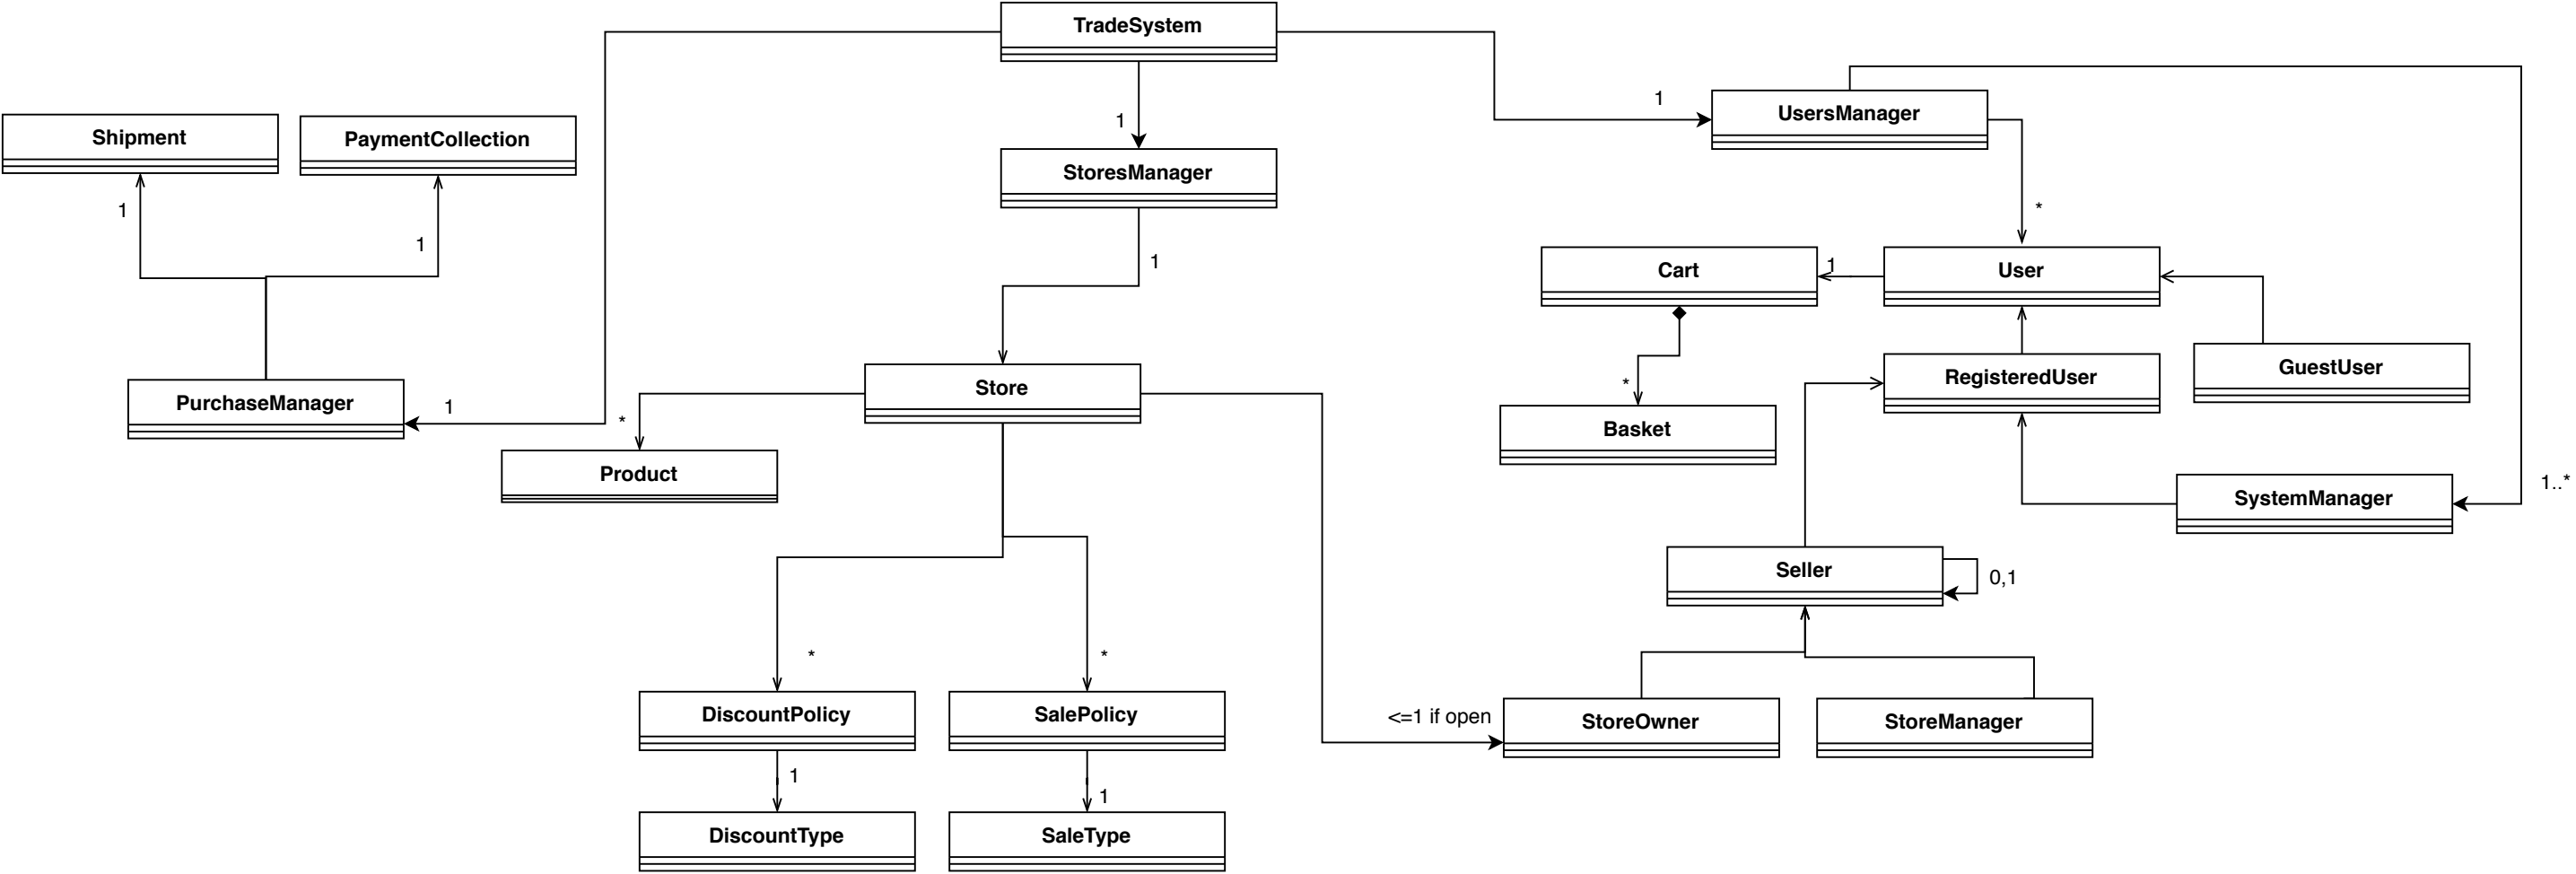 TradeSystem
1
UsersManager
1
Shipment
PaymentCollection
StoresManager
1
1
*
1
1
Cart
1
User
Store
GuestUser
RegisteredUser
*
PurchaseManager
1
*
Basket
Product
1..*
SystemManager
Seller
0,1
*
*
DiscountPolicy
SalePolicy
<=1 if open
StoreOwner
StoreManager
1
1
DiscountType
SaleType